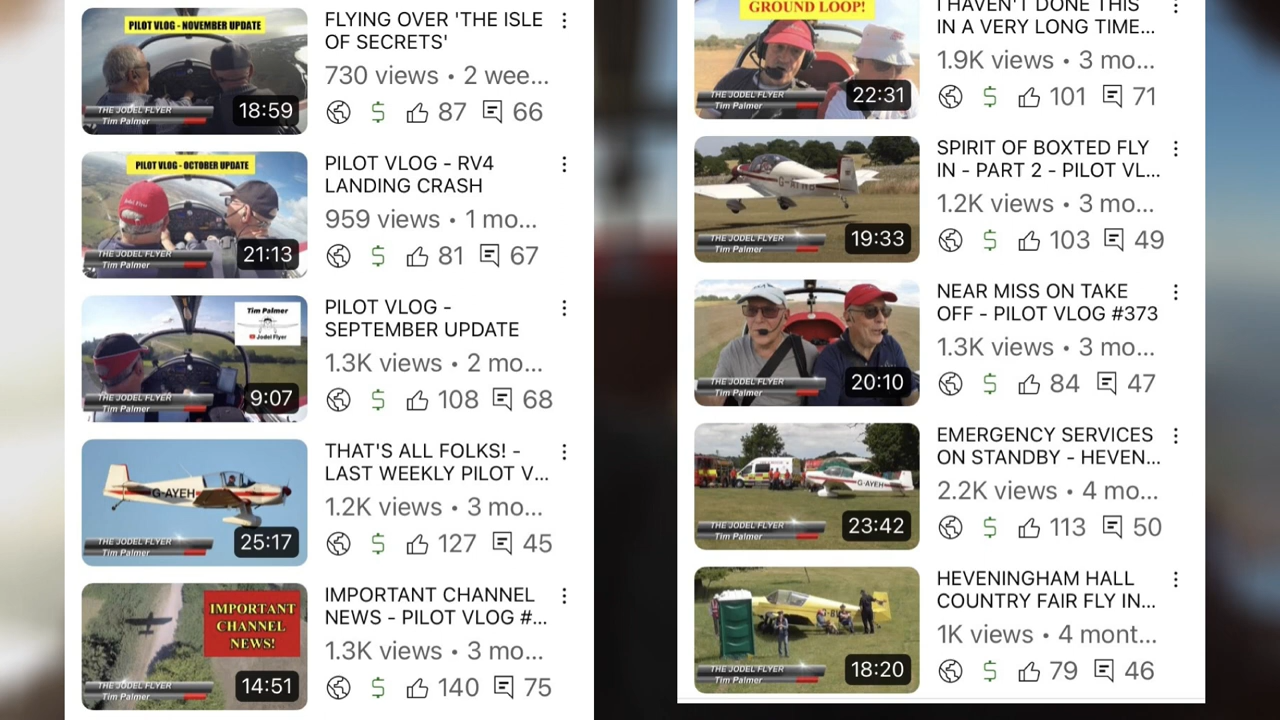 PILOT VLOG - NOVEMBER UPDATE
THE JODEL FLYER
Tim Palmer
18:59
FLYING OVER 'THE ISLE
OF SECRETS'
730 views • 2 wee...
87 66
PILOT VLOG - OCTOBER UPDATE
Jodel Flyer
THE JODEL FLYER
Tim Palmer
21:13
PILOT VLOG - RV4
LANDING CRASH
959 views • 1 mo...
$ 81 67
Tim Palmer
Jodel Flyer
THE JODEL FLYER
Tim Palmer
9:07
PILOT VLOG -
SEPTEMBER UPDATE
1.3K views • 2 mo...
$ 108 68
G-AYEH
THE JODEL FLYER
Tim Palmer
25:17
THAT'S ALL FOLKS! -
LAST WEEKLY PILOT V...
1.2K views • 3 mo...
$ 127 45
IMPORTANT
CHANNEL
NEWS!
THE JODEL FLYER
Tim Palmer
14:51
IMPORTANT CHANNEL
NEWS - PILOT VLOG #...
1.3K views • 3 mo...
$ 140 75
GROUND LOOP!
THE JODEL FLYER
Tim Palmer
22:31
I HAVEN'T DONE THIS
IN A VERY LONG TIME...
1.9K views • 3 mo...
$ 101 71
THE JODEL FLYER
Tim Palmer
19:33
SPIRIT OF BOXTED FLY
IN - PART 2 - PILOT VL...
1.2K views • 3 mo...
$ 103 49
THE JODEL FLYER
Tim Palmer
20:10
NEAR MISS ON TAKE
OFF - PILOT VLOG #373
1.3K views • 3 mo...
$ 84 47
G-AYEH
THE JODEL FLYER
Tim Palmer
23:42
EMERGENCY SERVICES
ON STANDBY - HEVEN...
2.2K views • 4 mo...
$ 113 50
THE JODEL FLYER
Tim Palmer
18:20
HEVENINGHAM HALL
COUNTRY FAIR FLY IN...
1K views • 4 mont...
$ 79 46